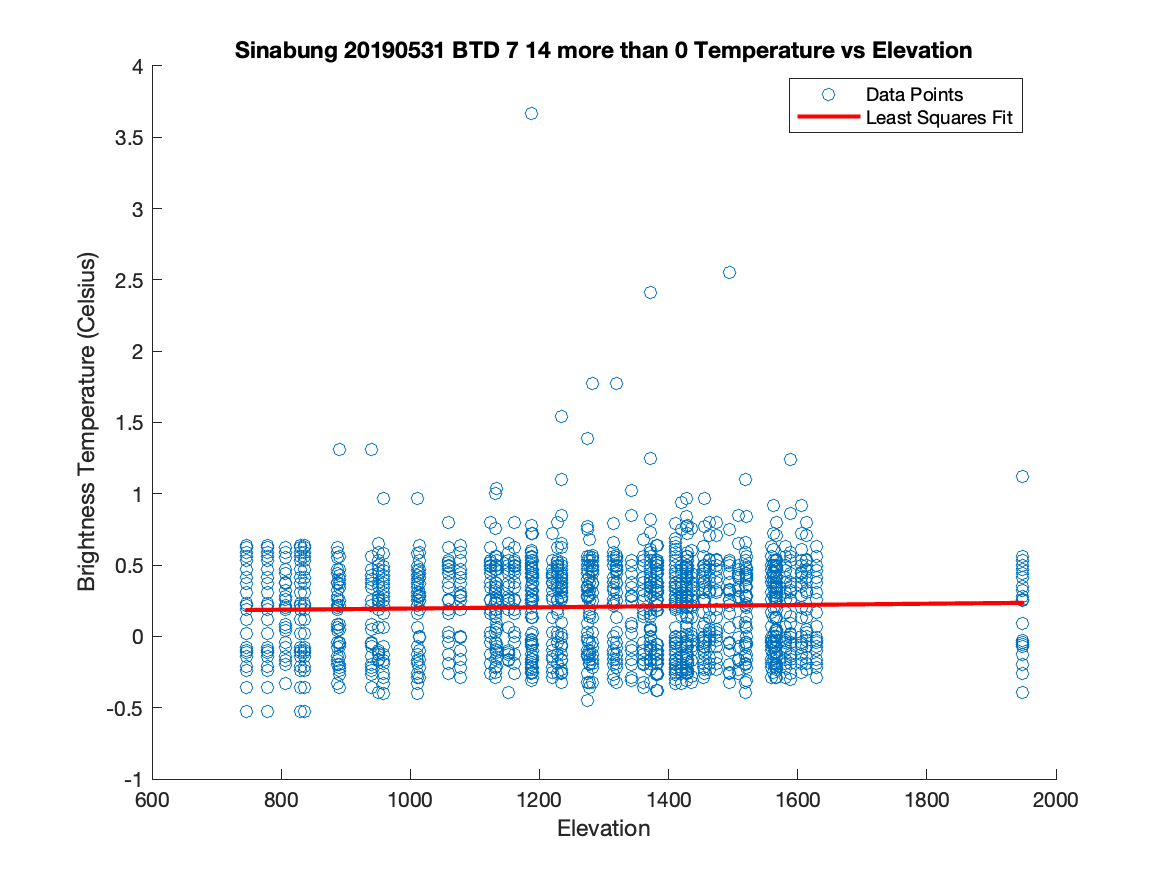 Sinabung 20190531 BTD 7 14 more than 0 Temperature vs Elevation
Data Points
Least Squares Fit
Brightness Temperature (Celsius)
4
3.5
3
2.5
2
1.5
1
0.5
0
-0.5
-1
600 800 1000 1200 1400 1600 1800 2000
Elevation